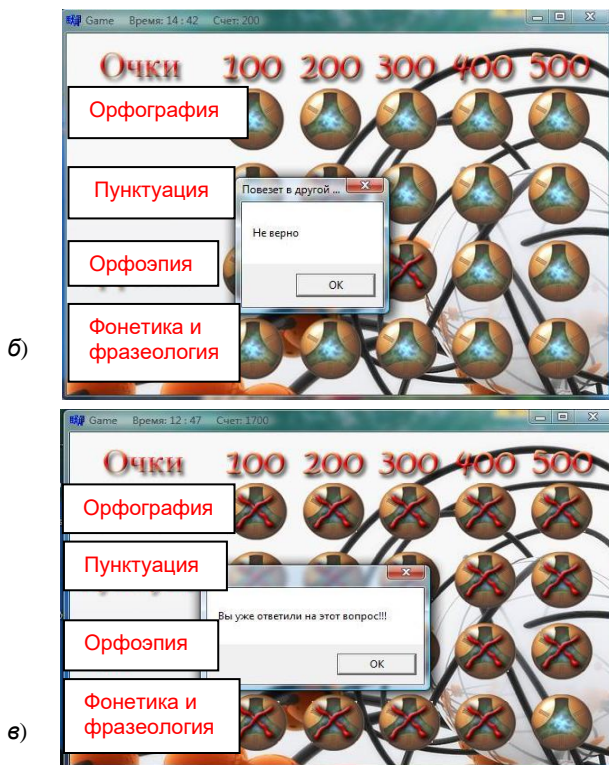 Game Время: 14 : 42 Счет: 200
Очки 100 200 300 400 500
Орфография
Пунктуация
Повезет в другой ...
Не верно
OK
Орфоэпия
Фонетика и
фразеология
б)
Game Время: 12 : 47 Счет: 1700
Очки 100 200 300 400 500
Орфография
Пунктуация
Вы уже ответили на этот вопрос!!!
OK
Орфоэпия
Фонетика и
фразеология
в)